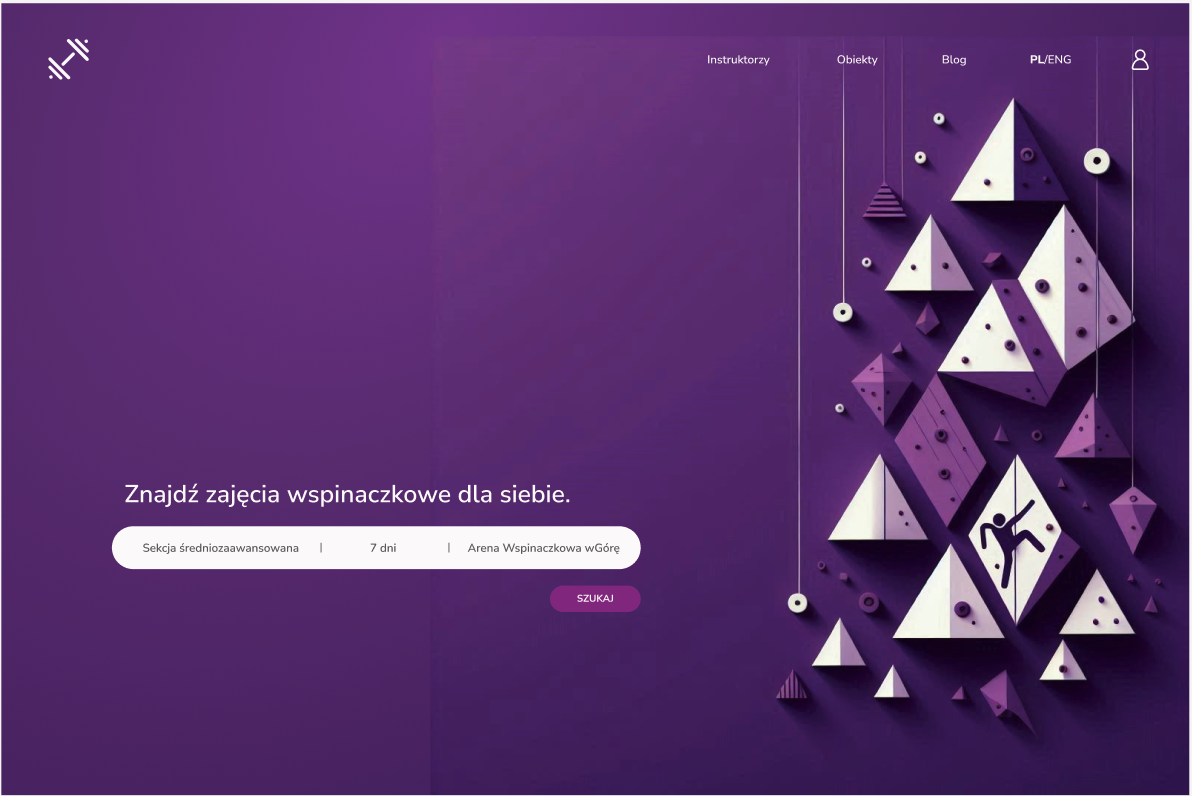 Instruktorzy Obiekty Blog PL/ENG
Znajdź zajęcia wspinaczkowe dla siebie.
Sekcja średniozaawansowana | 7 dni | Arena Wspinaczkowa wGórę
SZUKAJ